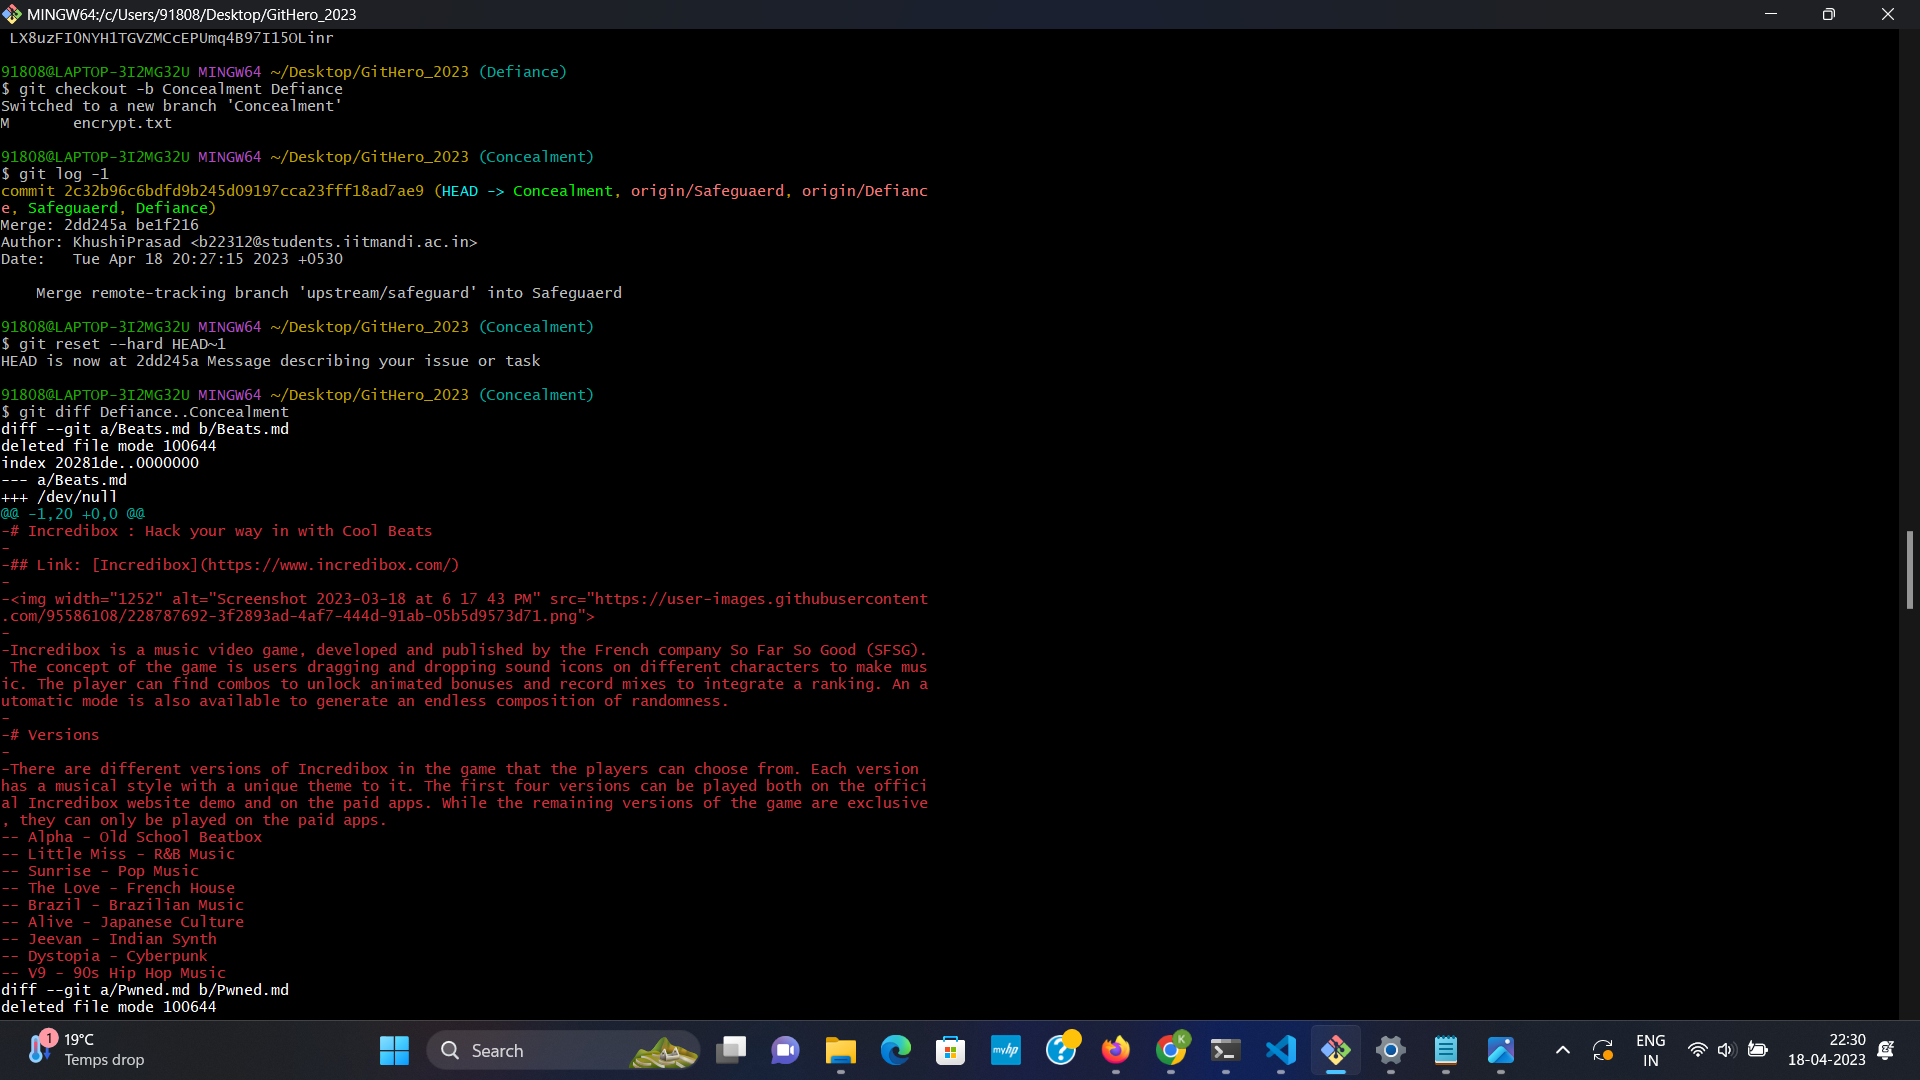 MINGW64:/c/Users/91808/Desktop/GitHero_2023
LX8uzFI0NYH1TGVZMCcEPUmq4B97I15OLinr
91808@LAPTOP-3I2MG32U MINGW64 ~/Desktop/GitHero_2023 (Defiance)
$ git checkout -b Concealment Defiance
Switched to a new branch 'Concealment'
M       encrypt.txt
91808@LAPTOP-3I2MG32U MINGW64 ~/Desktop/GitHero_2023 (Concealment)
$ git log -1
commit 2c32b96c6bdfd9b245d09197cca23fff18ad7ae9 (HEAD -> Concealment, origin/Safeguaerd, origin/Defianc
e, Safeguaerd, Defiance)
Merge: 2dd245a be1f216
Author: KhushiPrasad <b22312@students.iitmandi.ac.in>
Date:   Tue Apr 18 20:27:15 2023 +0530
    Merge remote-tracking branch 'upstream/safeguard' into Safeguaerd
91808@LAPTOP-3I2MG32U MINGW64 ~/Desktop/GitHero_2023 (Concealment)
$ git reset --hard HEAD~1
HEAD is now at 2dd245a Message describing your issue or task
91808@LAPTOP-3I2MG32U MINGW64 ~/Desktop/GitHero_2023 (Concealment)
$ git diff Defiance..Concealment
diff --git a/Beats.md b/Beats.md
deleted file mode 100644
index 20281de..0000000
--- a/Beats.md
+++ /dev/null
@@ -1,20 +0,0 @@
-# Incredibox : Hack your way in with Cool Beats
-
-## Link: [Incredibox](https://www.incredibox.com/)
-
-<img width="1252" alt="Screenshot 2023-03-18 at 6 17 43 PM" src="https://user-images.githubusercontent
.com/95586108/228787692-3f2893ad-4af7-444d-91ab-05b5d9573d71.png">
-
-Incredibox is a music video game, developed and published by the French company So Far So Good (SFSG).
 The concept of the game is users dragging and dropping sound icons on different characters to make mus
ic. The player can find combos to unlock animated bonuses and record mixes to integrate a ranking. An a
utomatic mode is also available to generate an endless composition of randomness.
-
-# Versions
-
-There are different versions of Incredibox in the game that the players can choose from. Each version
has a musical style with a unique theme to it. The first four versions can be played both on the offici
al Incredibox website demo and on the paid apps. While the remaining versions of the game are exclusive
, they can only be played on the paid apps.
-- Alpha - Old School Beatbox
-- Little Miss - R&B Music
-- Sunrise - Pop Music
-- The Love - French House
-- Brazil - Brazilian Music
-- Alive - Japanese Culture
-- Jeevan - Indian Synth
-- Dystopia - Cyberpunk
-- V9 - 90s Hip Hop Music
diff --git a/Pwned.md b/Pwned.md
deleted file mode 100644
1
19°C
Temps drop
Search
myhp
K
ENG
IN
22:30
18-04-2023